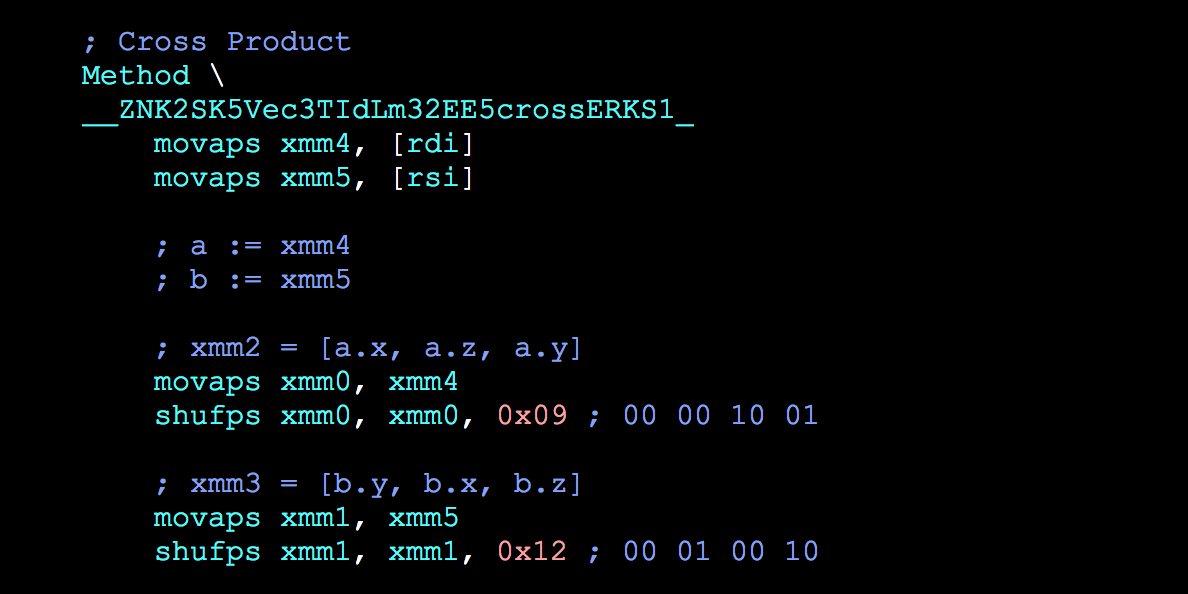 ; Cross Product
Method \
__ZNK2SK5Vec3TIdLm32EE5crossERKS1_
movaps xmm4, [rdi]
movaps xmm5, [rsi]
; a := xmm4
; b := xmm5
; xmm2 = [a.x, a.z, a.y]
movaps xmm0, xmm4
shufps xmm0, xmm0, 0x09 ; 00 00 10 01
; xmm3 = [b.y, b.x, b.z]
movaps xmm1, xmm5
shufps xmm1, xmm1, 0x12 ; 00 01 00 10